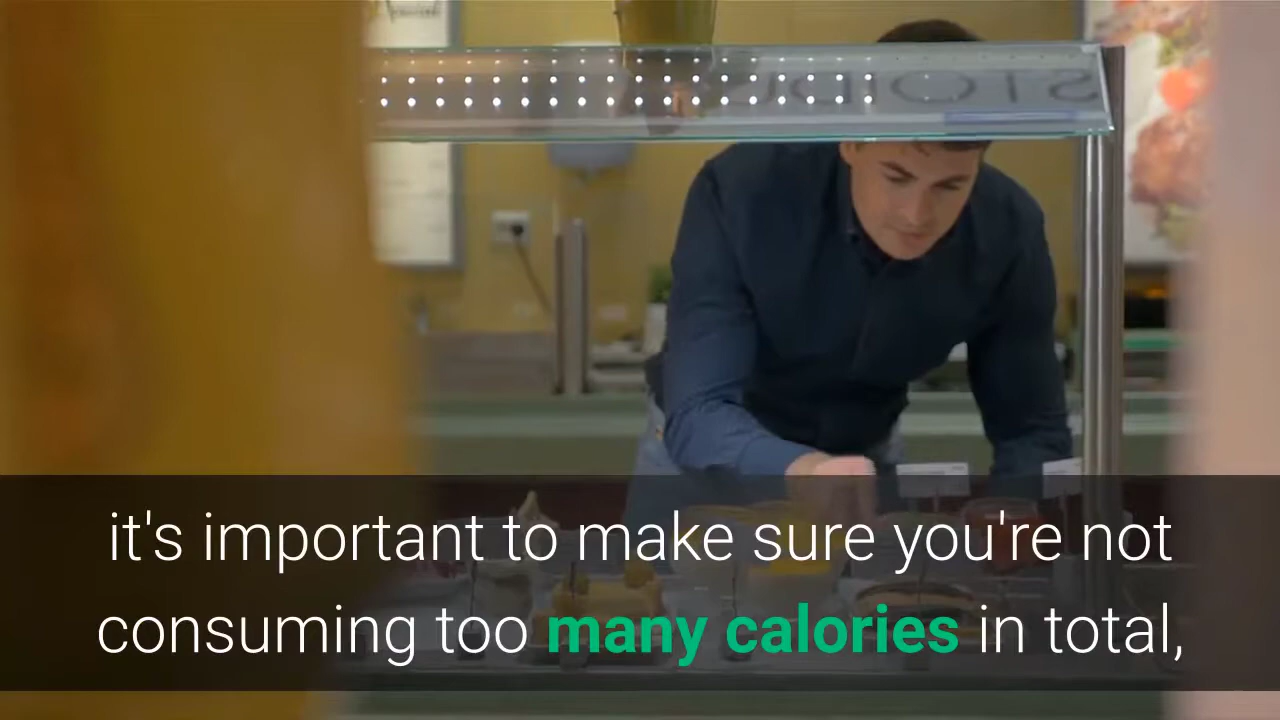 it's important to make sure you're not
consuming too many calories in total,